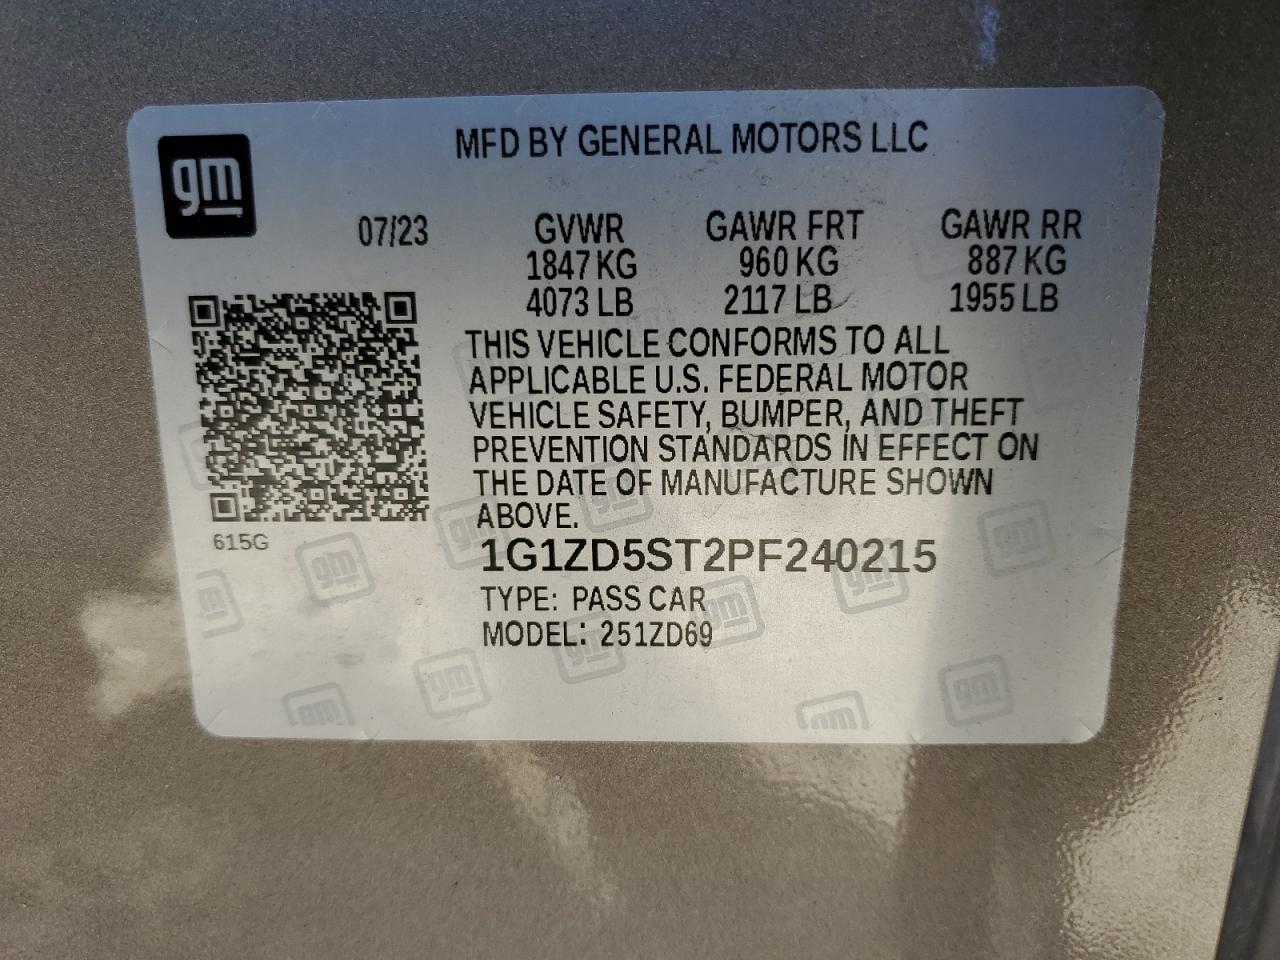 gm
MFD BY GENERAL MOTORS LLC
07/23
GVWR GAWR FRT GAWR RR
1847 KG 960 KG 887 KG
4073 LB 2117 LB 1955 LB
THIS VEHICLE CONFORMS TO ALL
APPLICABLE U.S. FEDERAL MOTOR
VEHICLE SAFETY, BUMPER, AND THEFT
PREVENTION STANDARDS IN EFFECT ON
THE DATE OF MANUFACTURE SHOWN
ABOVE.
615G
1G1ZD5ST2PF240215
TYPE: PASS CAR
MODEL: 251ZD69